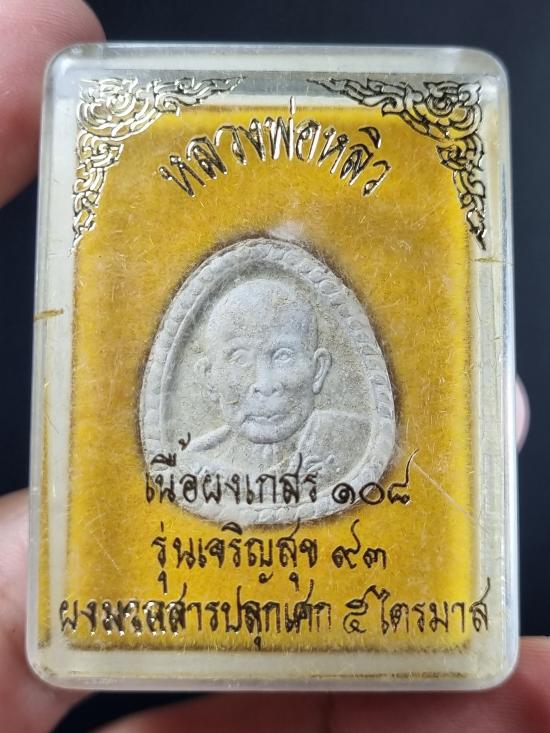 หลวงพ่อหลิว
เนื้อผงเกสร ๑๐๘
รุ่นเจริญสุข ๙๓
ผงมวลสารปลุกเศก ๕ ไตรมาส